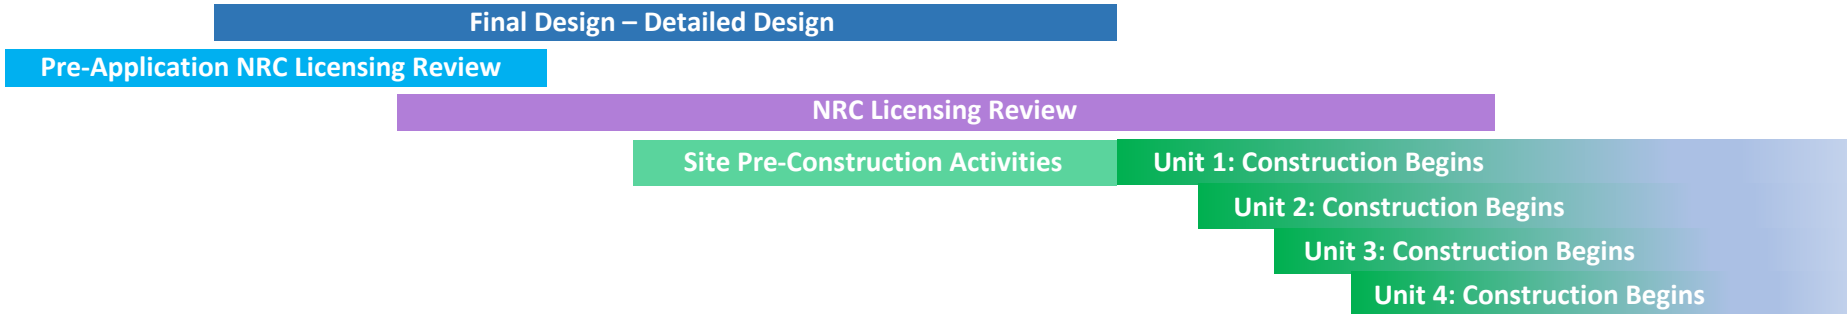 Final Design – Detailed Design
Pre-Application NRC Licensing Review
NRC Licensing Review
Site Pre-Construction Activities
Unit 1: Construction Begins
Unit 2: Construction Begins
Unit 3: Construction Begins
Unit 4: Construction Begins